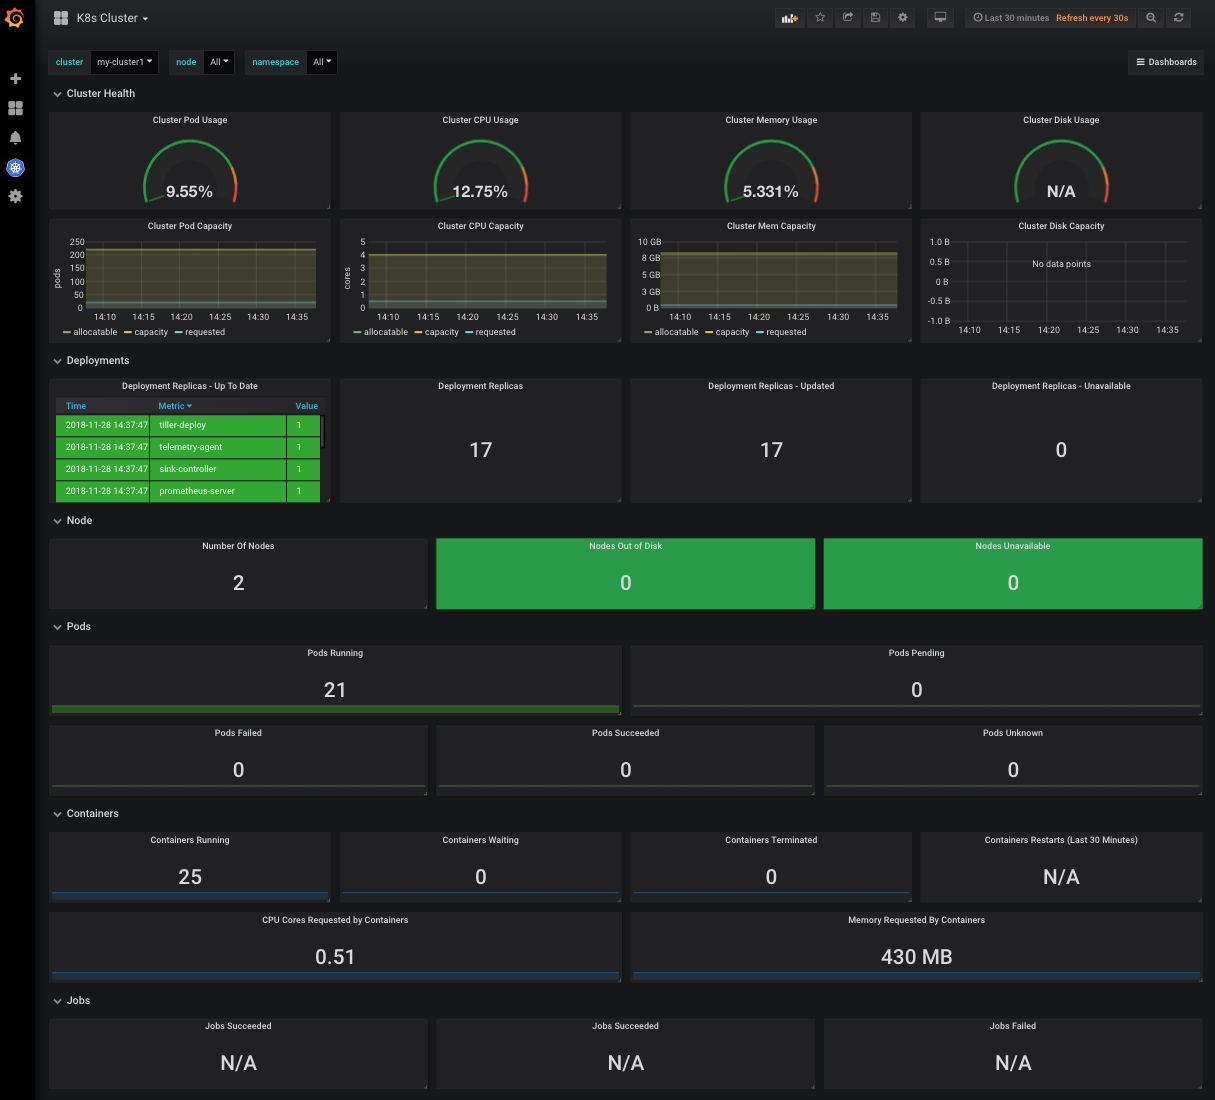 K8s Cluster
Last 30 minutes Refresh every 30s
cluster my-cluster1 node All namespace All Dashboards
Cluster Health
Cluster Pod Usage Cluster CPU Usage Cluster Memory Usage Cluster Disk Usage
9.55% 12.75% 5.331% N/A
Cluster Pod Capacity
pods
250
200
150
100
50
0
14:10 14:15 14:20 14:25 14:30 14:35
allocatable capacity requested
Cluster CPU Capacity
cores
5
4
3
2
1
0
14:10 14:15 14:20 14:25 14:30 14:35
allocatable capacity requested
Cluster Mem Capacity
10 GB
8 GB
5 GB
3 GB
0 B
14:10 14:15 14:20 14:25 14:30 14:35
allocatable capacity requested
Cluster Disk Capacity
1.0 B
0.5 B
0 B
-0.5 B
-1.0 B
No data points
14:10 14:15 14:20 14:25 14:30 14:35
Deployments
Deployment Replicas - Up To Date
Time Metric Value
2018-11-28 14:37:47 tiller-deploy 1
2018-11-28 14:37:47 telemetry-agent 1
2018-11-28 14:37:47 sink-controller 1
2018-11-28 14:37:47 prometheus-server 1
Deployment Replicas
17
Deployment Replicas - Updated
17
Deployment Replicas - Unavailable
0
Node
Number Of Nodes
2
Nodes Out of Disk
0
Nodes Unavailable
0
Pods
Pods Running
21
Pods Pending
0
Pods Failed
0
Pods Succeeded
0
Pods Unknown
0
Containers
Containers Running
25
Containers Waiting
0
Containers Terminated
0
Containers Restarts (Last 30 Minutes)
N/A
CPU Cores Requested by Containers
0.51
Memory Requested By Containers
430 MB
Jobs
Jobs Succeeded
N/A
Jobs Succeeded
N/A
Jobs Failed
N/A